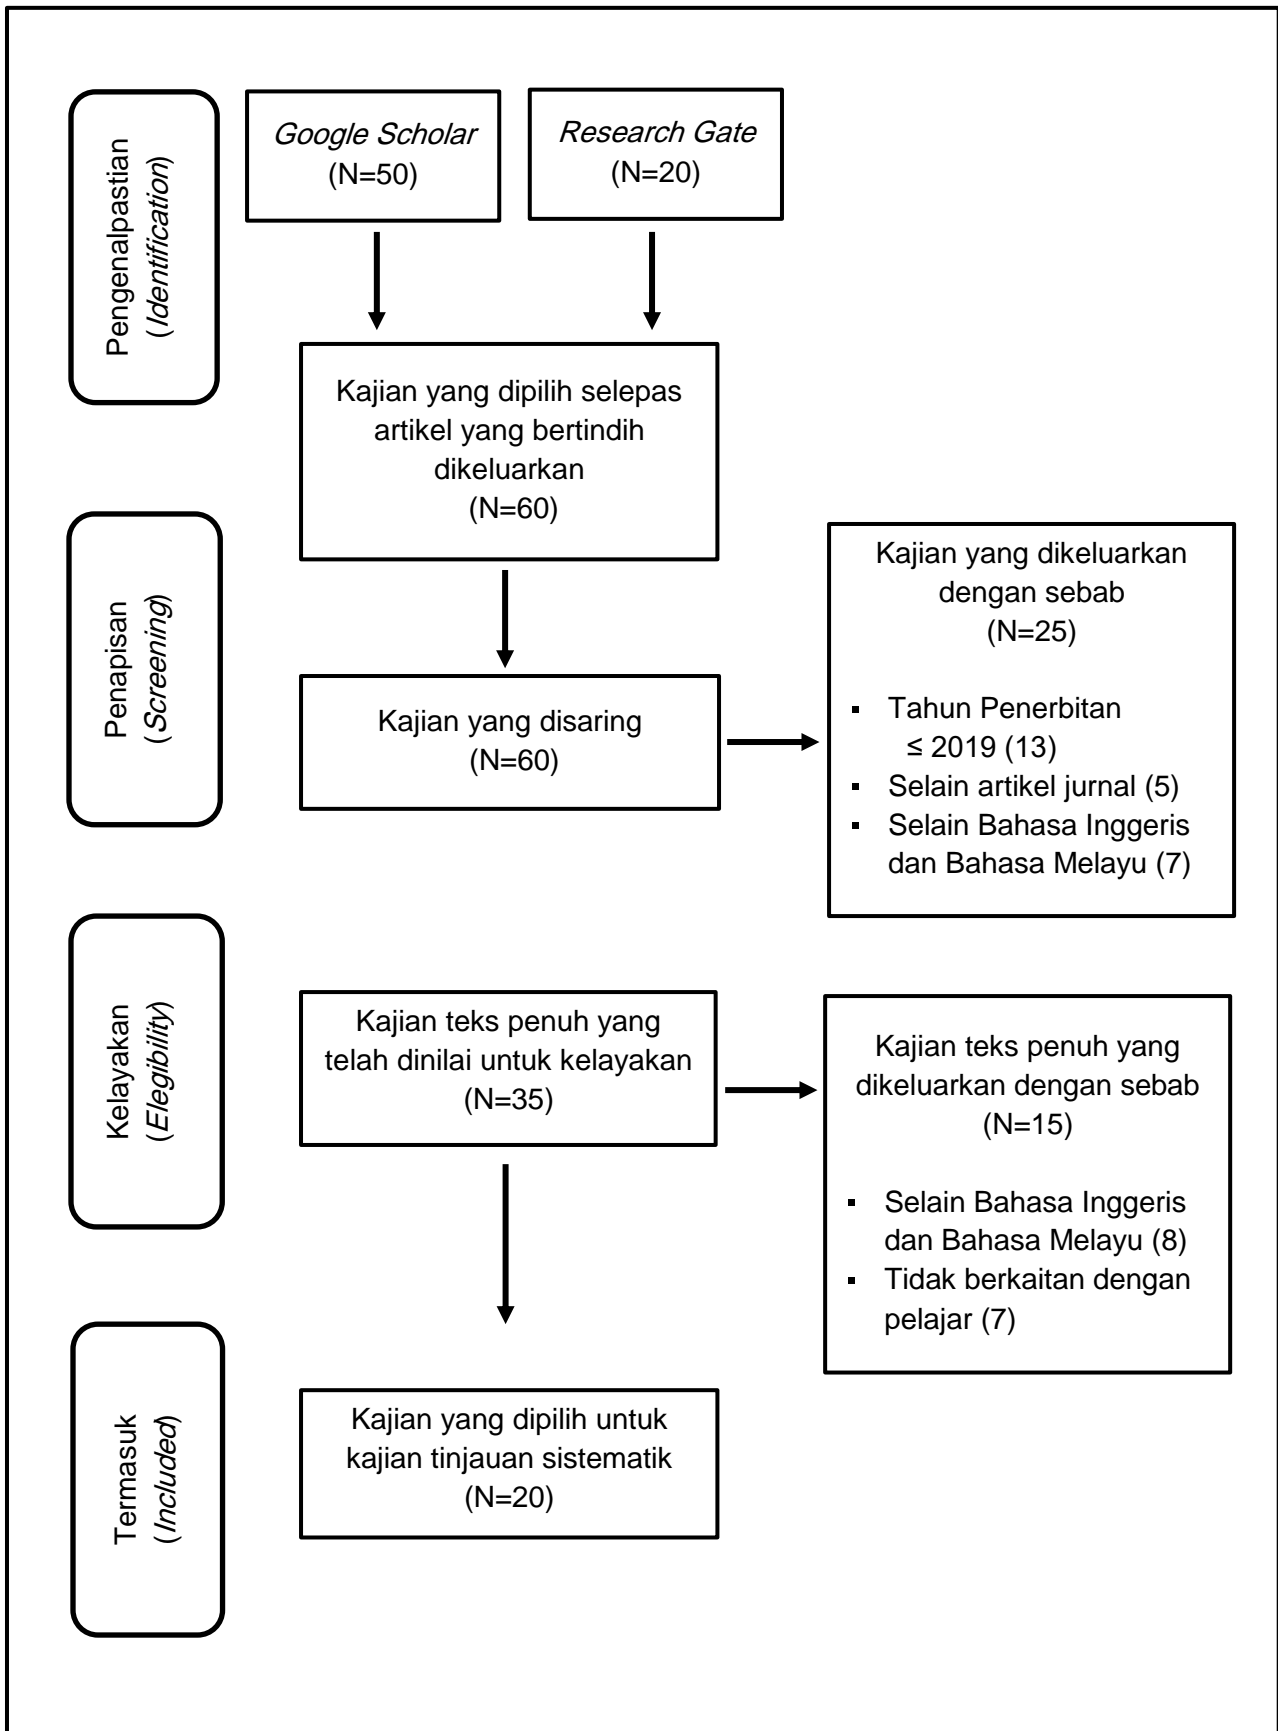 Pengenalpastian
(Identification)
Google Scholar
(N=50)
Research Gate
(N=20)
Kajian yang dipilih selepas
artikel yang bertindih
dikeluarkan
(N=60)
Penapisan
(Screening)
Kajian yang disaring
(N=60)
Kajian yang dikeluarkan
dengan sebab
(N=25)
▪ Tahun Penerbitan
≤ 2019 (13)
▪ Selain artikel jurnal (5)
▪ Selain Bahasa Inggeris
dan Bahasa Melayu (7)
Kelayakan
(Elegibility)
Kajian teks penuh yang
telah dinilai untuk kelayakan
(N=35)
Kajian teks penuh yang
dikeluarkan dengan sebab
(N=15)
▪ Selain Bahasa Inggeris
dan Bahasa Melayu (8)
▪ Tidak berkaitan dengan
pelajar (7)
Termasuk
(Included)
Kajian yang dipilih untuk
kajian tinjauan sistematik
(N=20)